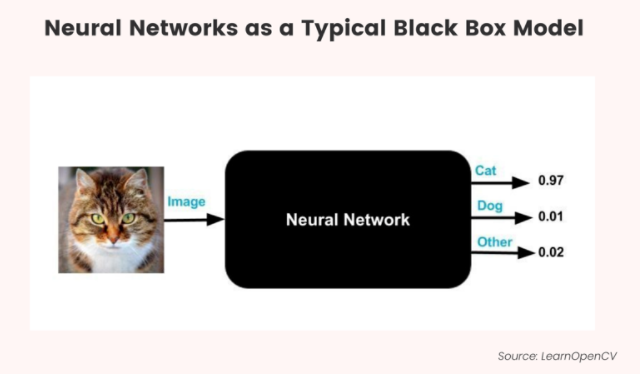 Neural Networks as a Typical Black Box Model
Image
Neural Network
Cat
0.97
Dog
0.01
Other
0.02
Source: LearnOpenCV